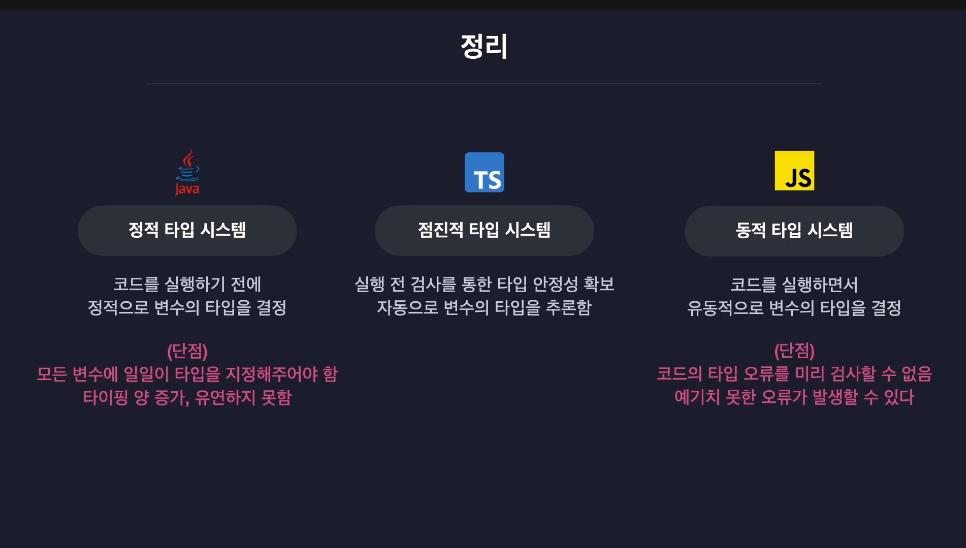 정리
Java
정적 타입 시스템
코드를 실행하기 전에
정적으로 변수의 타입을 결정
(단점)
모든 변수에 일일이 타입을 지정해주어야 함
타이핑 양 증가, 유연하지 못함
TS
점진적 타입 시스템
실행 전 검사를 통한 타입 안정성 확보
자동으로 변수의 타입을 추론함
JS
동적 타입 시스템
코드를 실행하면서
유동적으로 변수의 타입을 결정
(단점)
코드의 타입 오류를 미리 검사할 수 없음
예기치 못한 오류가 발생할 수 있다